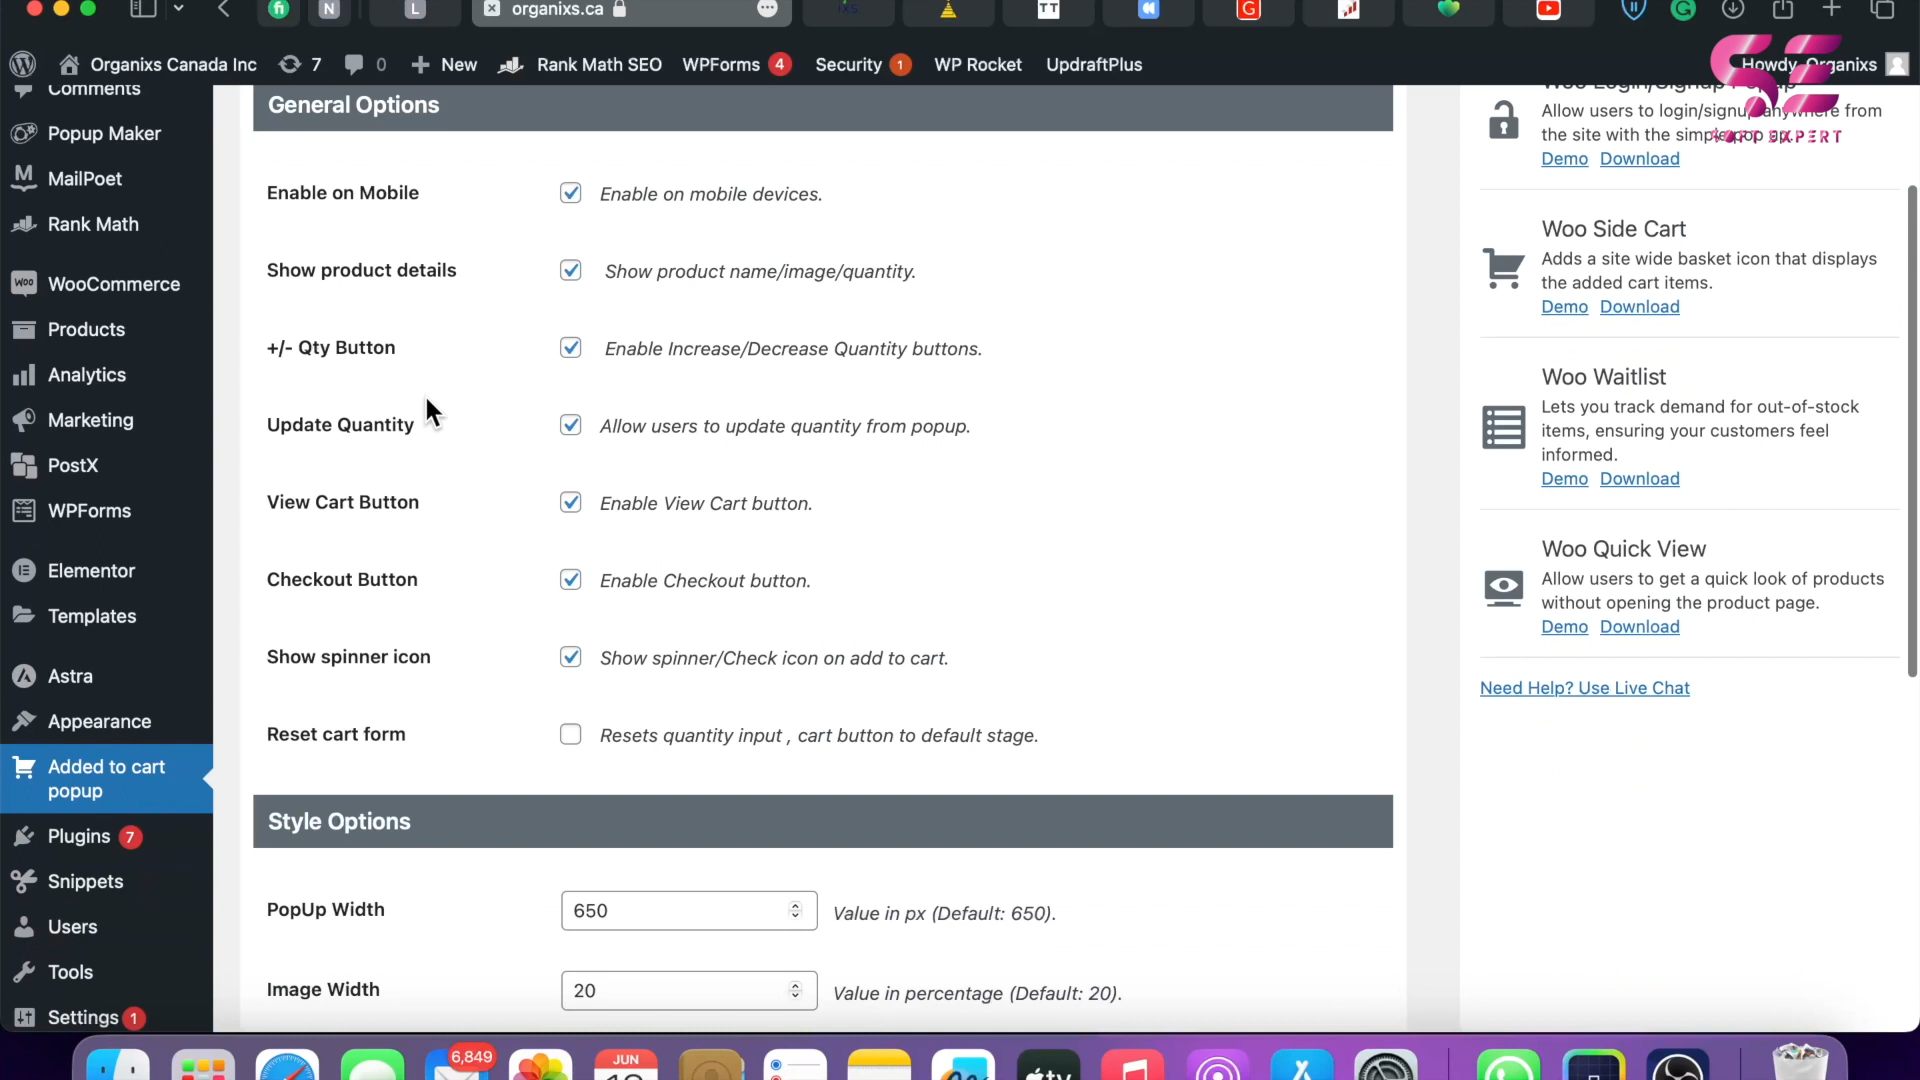 organixs.ca
Organixs Canada Inc
7
0
New
Rank Math SEO
WPForms 4
Security 1
WP Rocket
UpdraftPlus
Howdy, Organixs
SOFT EXPERT
Comments
Popup Maker
MailPoet
Rank Math
WooCommerce
Products
Analytics
Marketing
PostX
WPForms
Elementor
Templates
Astra
Appearance
Added to cart
popup
Plugins 7
Snippets
Users
Tools
Settings 1
General Options
Enable on Mobile
Enable on mobile devices.
Show product details
Show product name/image/quantity.
+/- Qty Button
Enable Increase/Decrease Quantity buttons.
Update Quantity
Allow users to update quantity from popup.
View Cart Button
Enable View Cart button.
Checkout Button
Enable Checkout button.
Show spinner icon
Show spinner/Check icon on add to cart.
Reset cart form
Resets quantity input , cart button to default stage.
Style Options
PopUp Width
650
Value in px (Default: 650).
Image Width
20
Value in percentage (Default: 20).
Woo Login/Signup Popup
Allow users to login/signup anywhere from
the site with the simple pop up.
Demo Download
Woo Side Cart
Adds a site wide basket icon that displays
the added cart items.
Demo Download
Woo Waitlist
Lets you track demand for out-of-stock
items, ensuring your customers feel
informed.
Demo Download
Woo Quick View
Allow users to get a quick look of products
without opening the product page.
Demo Download
Need Help? Use Live Chat
6,849
JUN